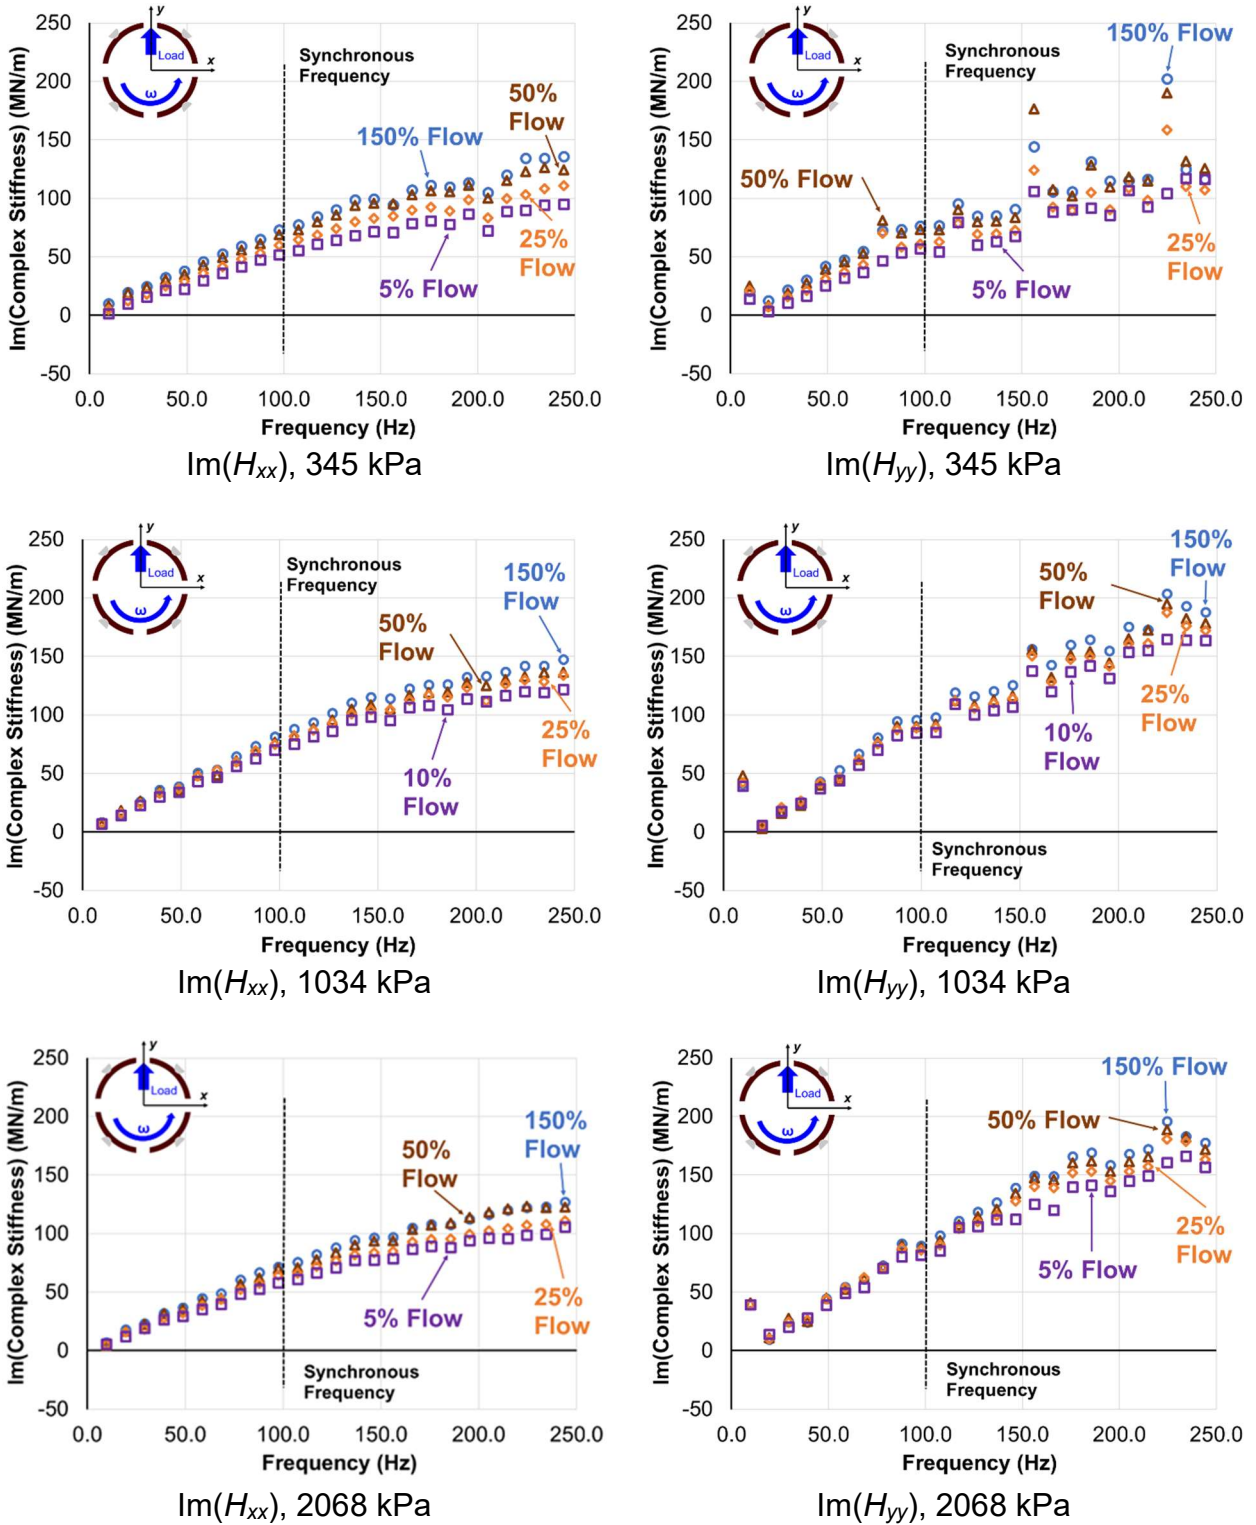 250
200
150
100
50
0
-50
0.0
50.0
100.0
150.0
200.0
250.0
Im(Complex Stiffness) (MN/m)
Frequency (Hz)
y
x
Load
ω
Synchronous
Frequency
150% Flow
50%
Flow
25%
Flow
5% Flow
Im(Hxx), 345 kPa
250
200
150
100
50
0
-50
0.0
50.0
100.0
150.0
200.0
250.0
Im(Complex Stiffness) (MN/m)
Frequency (Hz)
y
x
Load
ω
Synchronous
Frequency
150% Flow
50% Flow
25%
Flow
5% Flow
Im(Hyy), 345 kPa
250
200
150
100
50
0
-50
0.0
50.0
100.0
150.0
200.0
250.0
Im(Complex Stiffness) (MN/m)
Frequency (Hz)
y
x
Load
ω
Synchronous
Frequency
150%
Flow
50%
Flow
25%
Flow
10%
Flow
Im(Hxx), 1034 kPa
250
200
150
100
50
0
-50
0.0
50.0
100.0
150.0
200.0
250.0
Im(Complex Stiffness) (MN/m)
Frequency (Hz)
y
x
Load
ω
150%
Flow
50%
Flow
25%
Flow
10%
Flow
Synchronous
Frequency
Im(Hyy), 1034 kPa
250
200
150
100
50
0
-50
0.0
50.0
100.0
150.0
200.0
250.0
Im(Complex Stiffness) (MN/m)
Frequency (Hz)
y
x
Load
ω
150%
Flow
50%
Flow
25%
Flow
5% Flow
Synchronous
Frequency
Im(Hxx), 2068 kPa
250
200
150
100
50
0
-50
0.0
50.0
100.0
150.0
200.0
250.0
Im(Complex Stiffness) (MN/m)
Frequency (Hz)
y
x
Load
ω
150% Flow
50% Flow
25%
Flow
5% Flow
Synchronous
Frequency
Im(Hyy), 2068 kPa